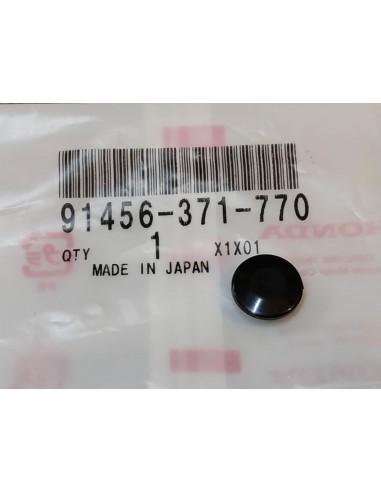 91456-371-770
QTY 1 X1X01
MADE IN JAPAN
HONDA